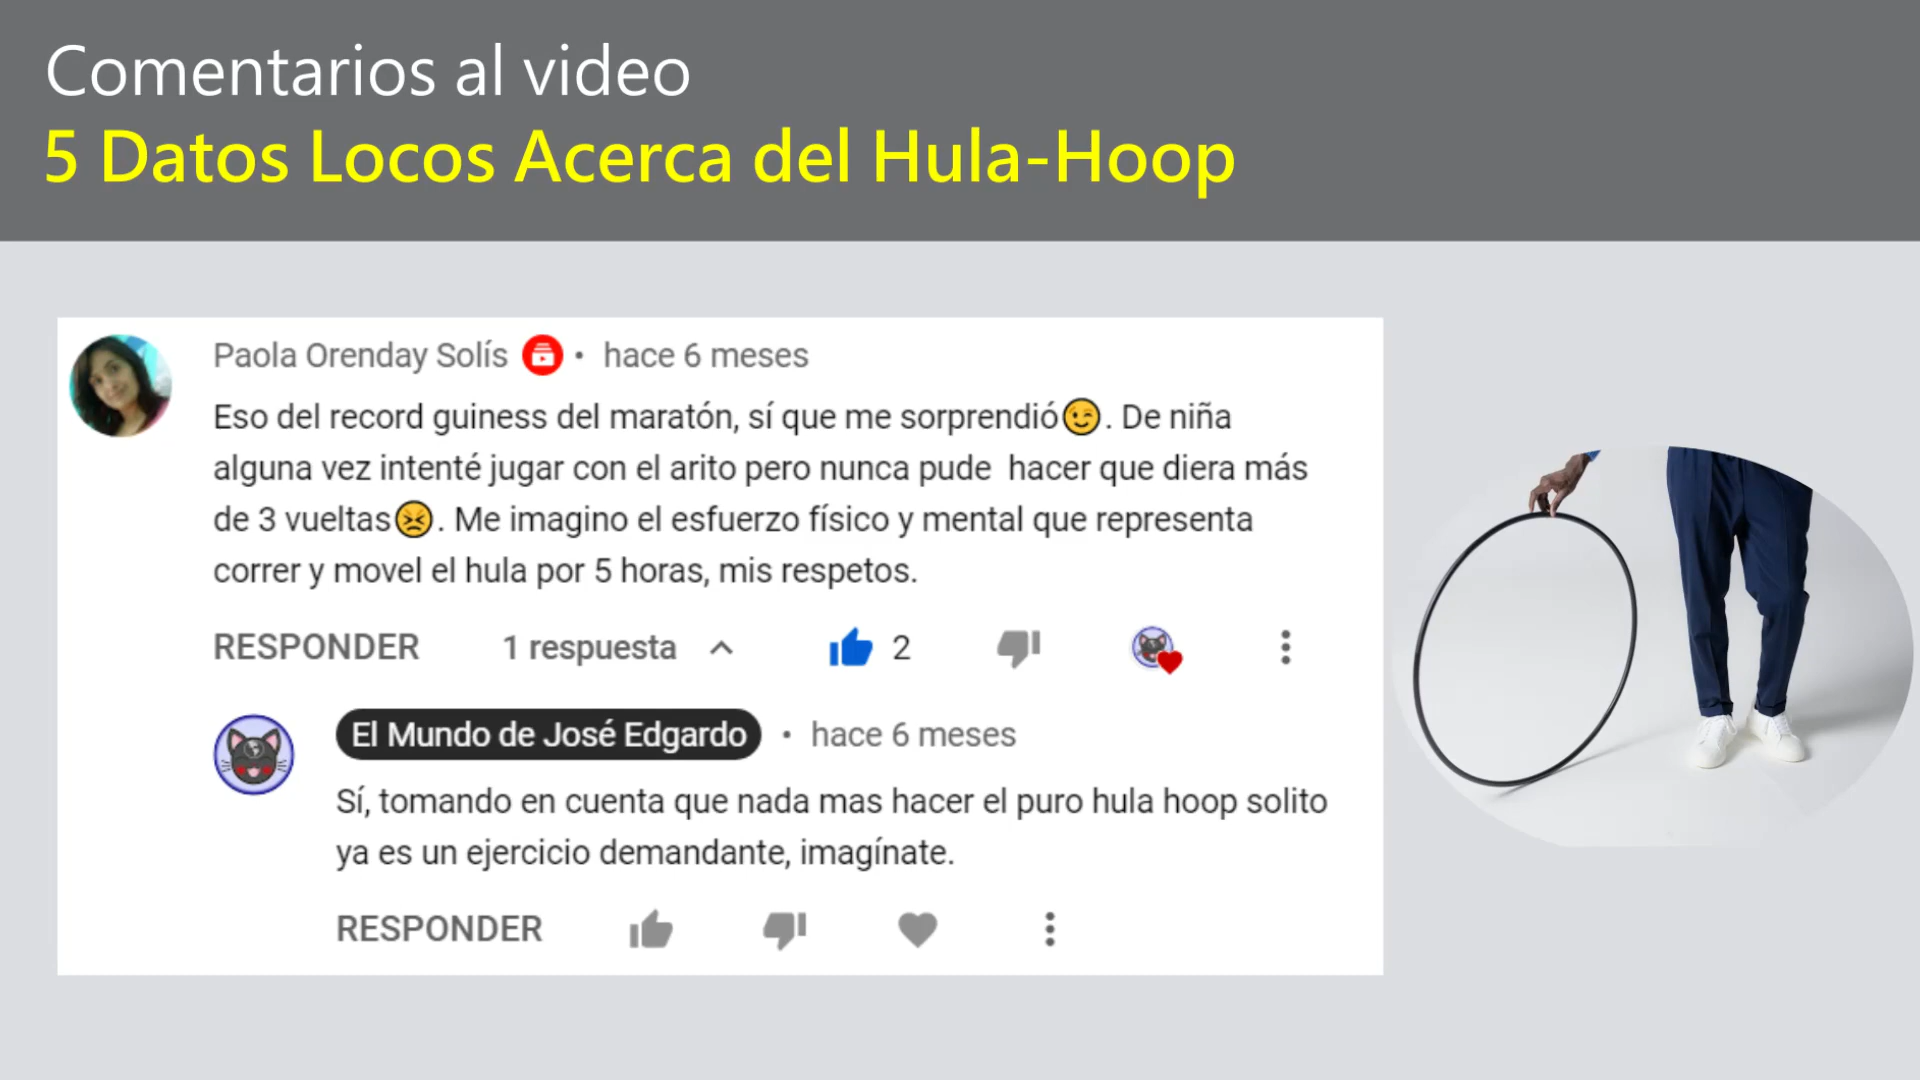 Comentarios al video
5 Datos Locos Acerca del Hula-Hoop
Paola Orenday Solís • hace 6 meses
Eso del record guiness del maratón, sí que me sorprendió😉. De niña
alguna vez intenté jugar con el arito pero nunca pude hacer que diera más
de 3 vueltas😣. Me imagino el esfuerzo físico y mental que representa
correr y movel el hula por 5 horas, mis respetos.
RESPONDER 1 respuesta 2
El Mundo de José Edgardo • hace 6 meses
Sí, tomando en cuenta que nada mas hacer el puro hula hoop solito
ya es un ejercicio demandante, imagínate.
RESPONDER